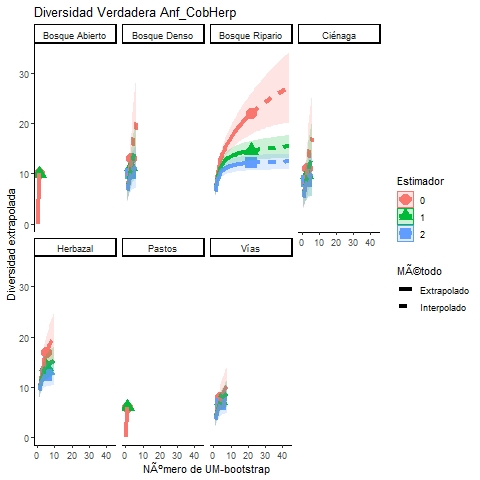 Diversidad Verdadera Anf_CobHerp
Bosque Abierto
Bosque Denso
Bosque Ripario
Ciénaga
30
20
10
0
0 10 20 30 40
Herbazal
Pastos
Vías
30
20
10
0
0 10 20 30 40
0 10 20 30 40
0 10 20 30 40
Diversidad extrapolada
NÃºmero de UM-bootstrap
Estimador
0
1
2
MÃ©todo
Extrapolado
Interpolado